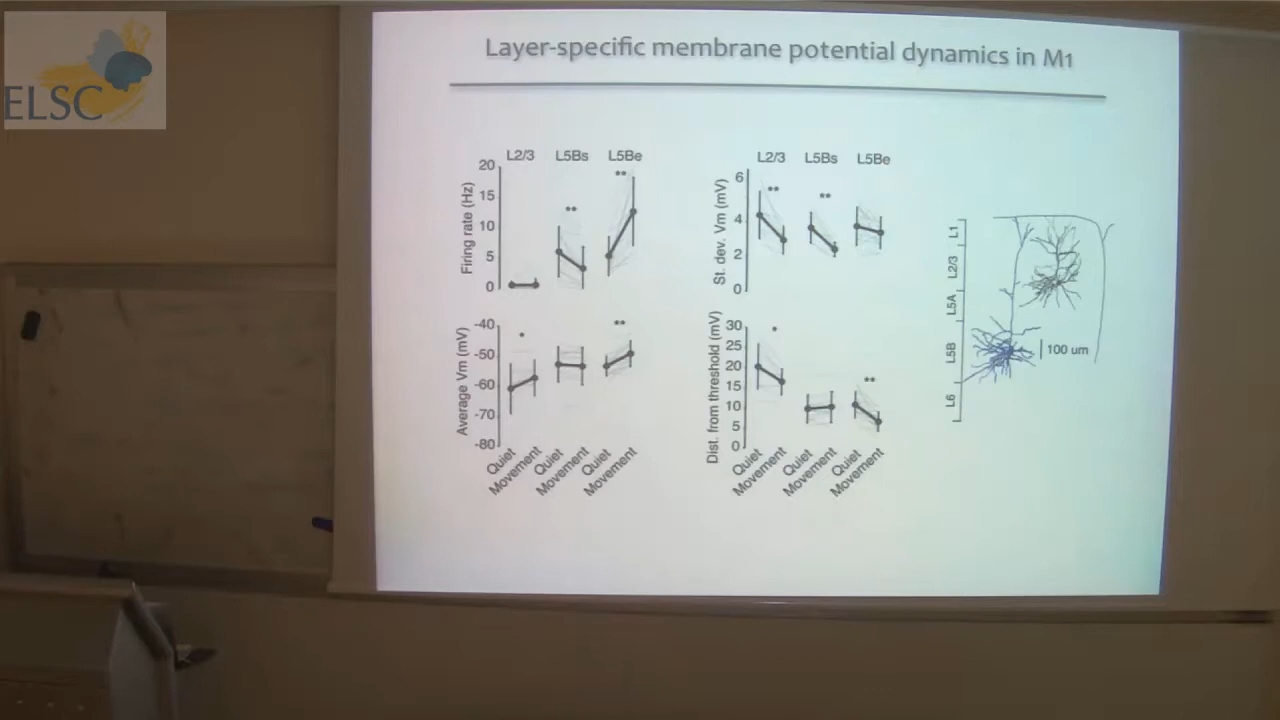 ELSC
Layer-specific membrane potential dynamics in M1
L2/3 L5Bs L5Be
Firing rate (Hz)
20
15
10
5
0
**
**
Average Vm (mV)
-40
-50
-60
-70
-80
*
**
Quiet
Movement
Quiet
Movement
Quiet
Movement
L2/3 L5Bs L5Be
St. dev. Vm (mV)
6
4
2
0
**
**
Dist. from threshold (mV)
30
25
20
15
10
5
0
*
**
Quiet
Movement
Quiet
Movement
Quiet
Movement
L1
L2/3
L5A
L5B
L6
100 um